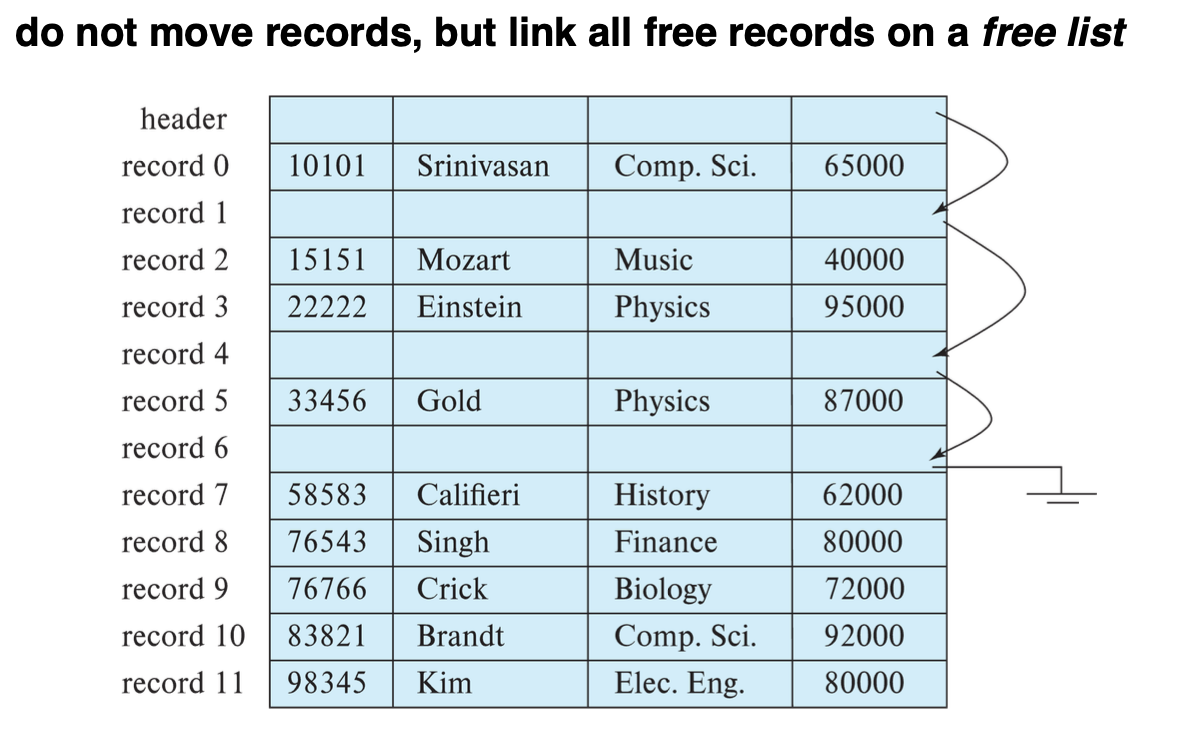 do not move records, but link all free records on a free list
header
record 0 10101 Srinivasan Comp. Sci. 65000
record 1
record 2 15151 Mozart Music 40000
record 3 22222 Einstein Physics 95000
record 4
record 5 33456 Gold Physics 87000
record 6
record 7 58583 Califieri History 62000
record 8 76543 Singh Finance 80000
record 9 76766 Crick Biology 72000
record 10 83821 Brandt Comp. Sci. 92000
record 11 98345 Kim Elec. Eng. 80000